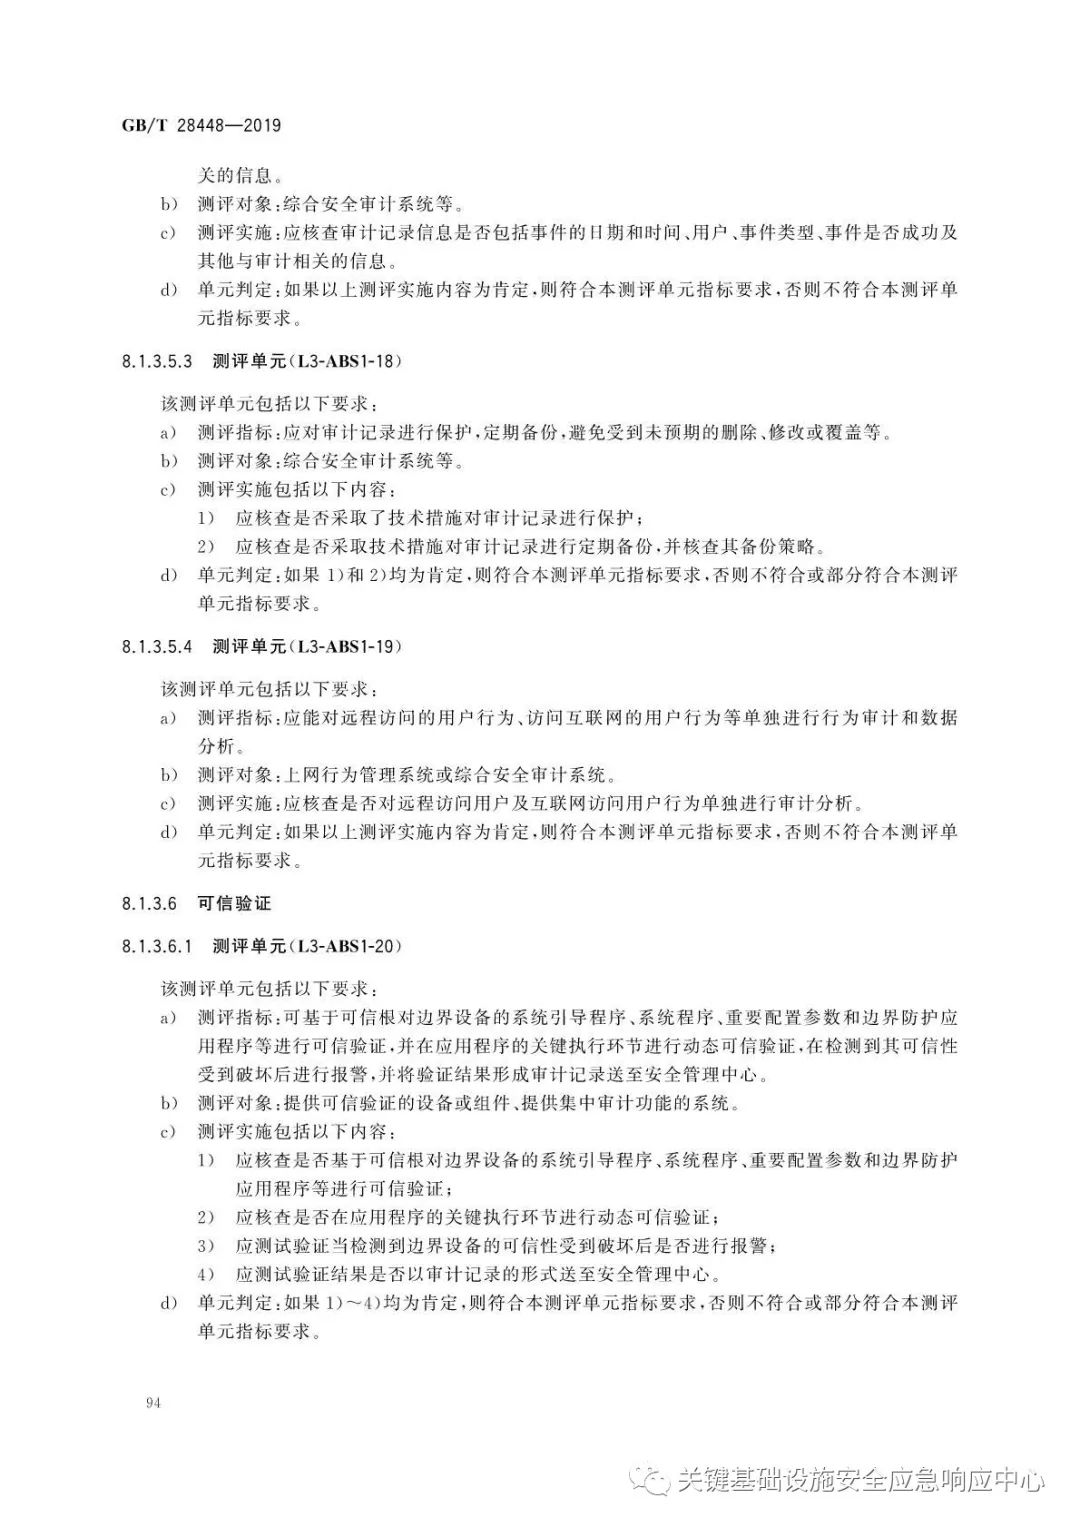 GB/T 28448—2019
关的信息。
b) 测评对象:综合安全审计系统等。
c) 测评实施:应核查审计记录信息是否包括事件的日期和时间、用户、事件类型、事件是否成功及
其他与审计相关的信息。
d) 单元判定:如果以上测评实施内容为肯定,则符合本测评单元指标要求,否则不符合本测评单
元指标要求。
8.1.3.5.3 测评单元(L3-ABS1-18)
该测评单元包括以下要求:
a) 测评指标:应对审计记录进行保护,定期备份,避免受到未预期的删除、修改或覆盖等。
b) 测评对象:综合安全审计系统等。
c) 测评实施包括以下内容:
1) 应核查是否采取了技术措施对审计记录进行保护;
2) 应核查是否采取技术措施对审计记录进行定期备份,并核查其备份策略。
d) 单元判定:如果 1)和 2)均为肯定,则符合本测评单元指标要求,否则不符合或部分符合本测评
单元指标要求。
8.1.3.5.4 测评单元(L3-ABS1-19)
该测评单元包括以下要求:
a) 测评指标:应能对远程访问的用户行为、访问互联网的用户行为等单独进行行为审计和数据
分析。
b) 测评对象:上网行为管理系统或综合安全审计系统。
c) 测评实施:应核查是否对远程访问用户及互联网访问用户行为单独进行审计分析。
d) 单元判定:如果以上测评实施内容为肯定,则符合本测评单元指标要求,否则不符合本测评单
元指标要求。
8.1.3.6 可信验证
8.1.3.6.1 测评单元(L3-ABS1-20)
该测评单元包括以下要求:
a) 测评指标:可基于可信根对边界设备的系统引导程序、系统程序、重要配置参数和边界防护应
用程序等进行可信验证,并在应用程序的关键执行环节进行动态可信验证,在检测到其可信性
受到破坏后进行报警,并将验证结果形成审计记录送至安全管理中心。
b) 测评对象:提供可信验证的设备或组件、提供集中审计功能的系统。
c) 测评实施包括以下内容:
1) 应核查是否基于可信根对边界设备的系统引导程序、系统程序、重要配置参数和边界防护
应用程序等进行可信验证;
2) 应核查是否在应用程序的关键执行环节进行动态可信验证;
3) 应测试验证当检测到边界设备的可信性受到破坏后是否进行报警;
4) 应测试验证结果是否以审计记录的形式送至安全管理中心。
d) 单元判定:如果 1)～4)均为肯定,则符合本测评单元指标要求,否则不符合或部分符合本测评
单元指标要求。
94
关键基础设施安全应急响应中心